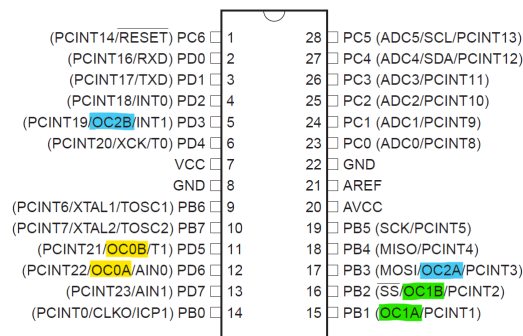 (PCINT14/RESET) PC6 1 28 PC5 (ADC5/SCL/PCINT13)
(PCINT16/RXD) PD0 2 27 PC4 (ADC4/SDA/PCINT12)
(PCINT17/TXD) PD1 3 26 PC3 (ADC3/PCINT11)
(PCINT18/INT0) PD2 4 25 PC2 (ADC2/PCINT10)
(PCINT19/OC2B/INT1) PD3 5 24 PC1 (ADC1/PCINT9)
(PCINT20/XCK/T0) PD4 6 23 PC0 (ADC0/PCINT8)
VCC 7 22 GND
GND 8 21 AREF
(PCINT6/XTAL1/TOSC1) PB6 9 20 AVCC
(PCINT7/XTAL2/TOSC2) PB7 10 19 PB5 (SCK/PCINT5)
(PCINT21/OC0B/T1) PD5 11 18 PB4 (MISO/PCINT4)
(PCINT22/OC0A/AIN0) PD6 12 17 PB3 (MOSI/OC2A/PCINT3)
(PCINT23/AIN1) PD7 13 16 PB2 (SS/OC1B/PCINT2)
(PCINT0/CLKO/ICP1) PB0 14 15 PB1 (OC1A/PCINT1)